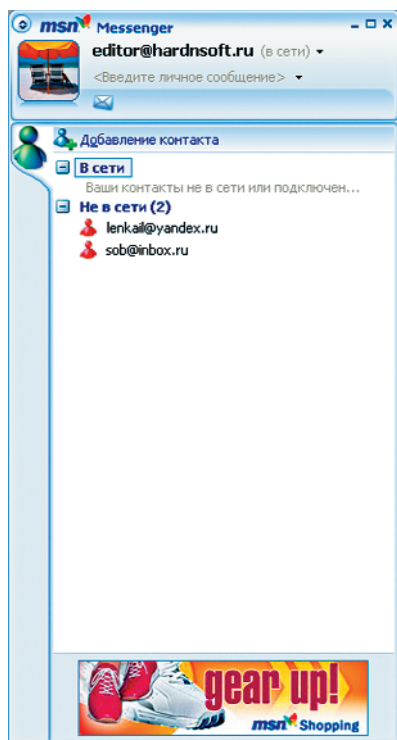 msn Messenger
editor@hardnsoft.ru (в сети)
<Введите личное сообщение>
Добавление контакта
В сети
Ваши контакты не в сети или подключен...
Не в сети (2)
lenkail@yandex.ru
sob@inbox.ru
gear up!
msn Shopping